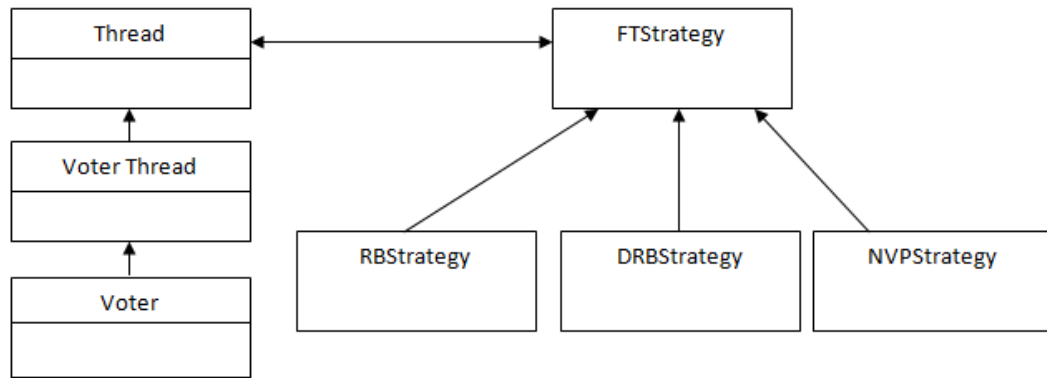 Thread
FTStrategy
Voter Thread
RBStrategy
DRBStrategy
NVPStrategy
Voter